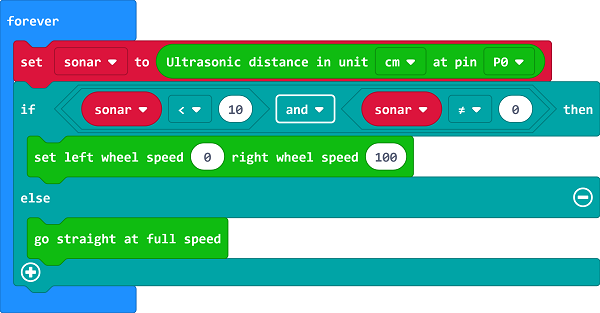 forever
set sonar to Ultrasonic distance in unit cm at pin P0
if sonar < 10 and sonar ≠ 0 then
set left wheel speed 0 right wheel speed 100
else
go straight at full speed